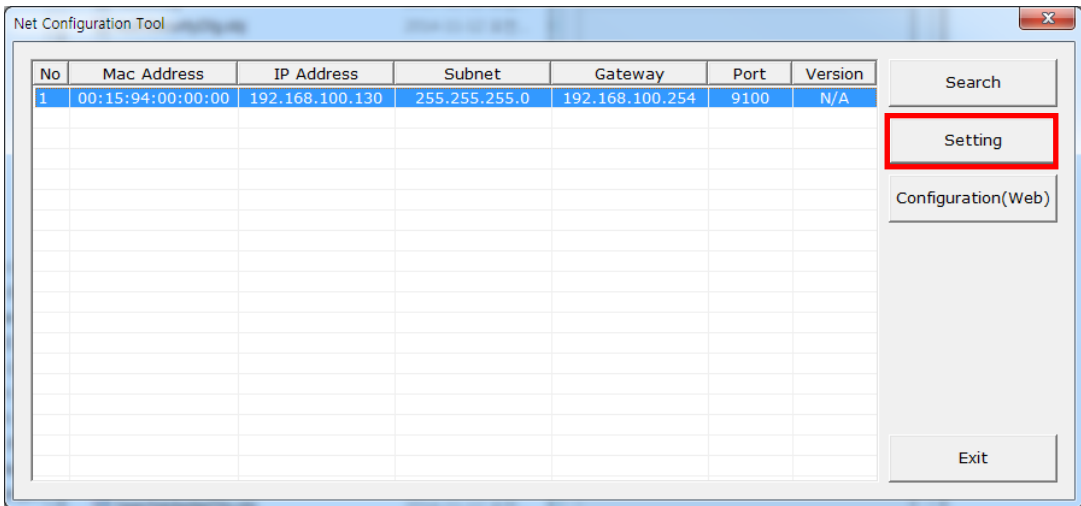 Net Configuration Tool
No Mac Address IP Address Subnet Gateway Port Version
1 00:15:94:00:00:00 192.168.100.130 255.255.255.0 192.168.100.254 9100 N/A
Search
Setting
Configuration(Web)
Exit